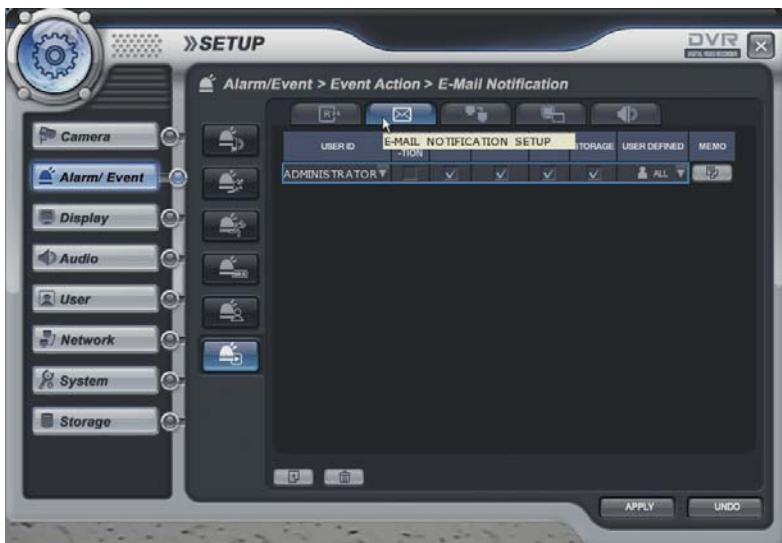 »SETUP
DVR
Alarm/Event > Event Action > E-Mail Notification
Camera
Alarm/ Event
Display
Audio
User
Network
System
Storage
E-MAIL NOTIFICATION SETUP
USER ID -TION STORAGE USER DEFINED MEMO
ADMINISTRATOR ALL
APPLY UNDO